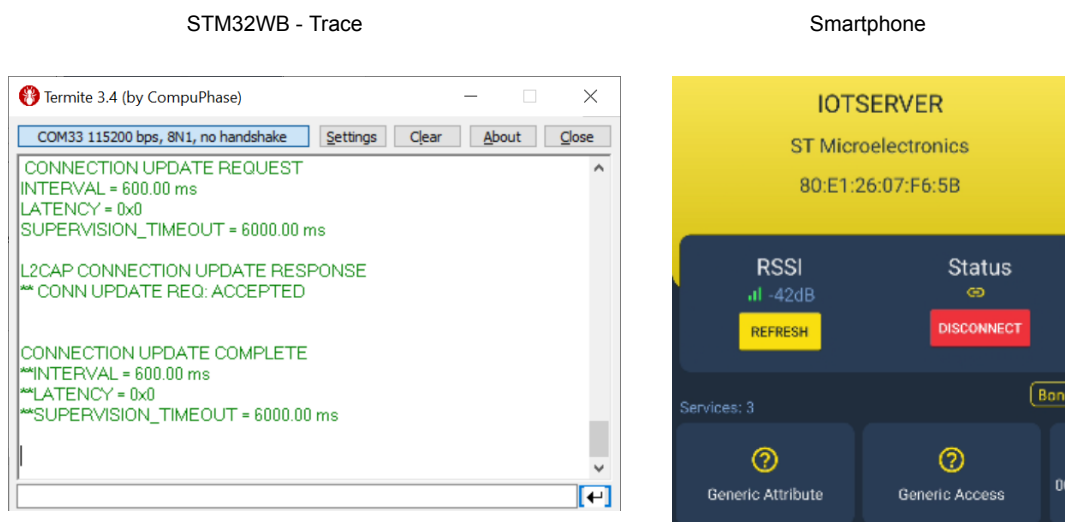 STM32WB - Trace
Smartphone
Termite 3.4 (by CompuPhase)
COM33 115200 bps, 8N1, no handshake
Settings
Clear
About
Close
CONNECTION UPDATE REQUEST
INTERVAL = 600.00 ms
LATENCY = 0x0
SUPERVISION_TIMEOUT = 6000.00 ms
L2CAP CONNECTION UPDATE RESPONSE
** CONN UPDATE REQ: ACCEPTED
CONNECTION UPDATE COMPLETE
**INTERVAL = 600.00 ms
**LATENCY = 0x0
**SUPERVISION_TIMEOUT = 6000.00 ms
IOTSERVER
ST Microelectronics
80:E1:26:07:F6:5B
RSSI
-42dB
REFRESH
Status
DISCONNECT
Services: 3
Generic Attribute
Generic Access